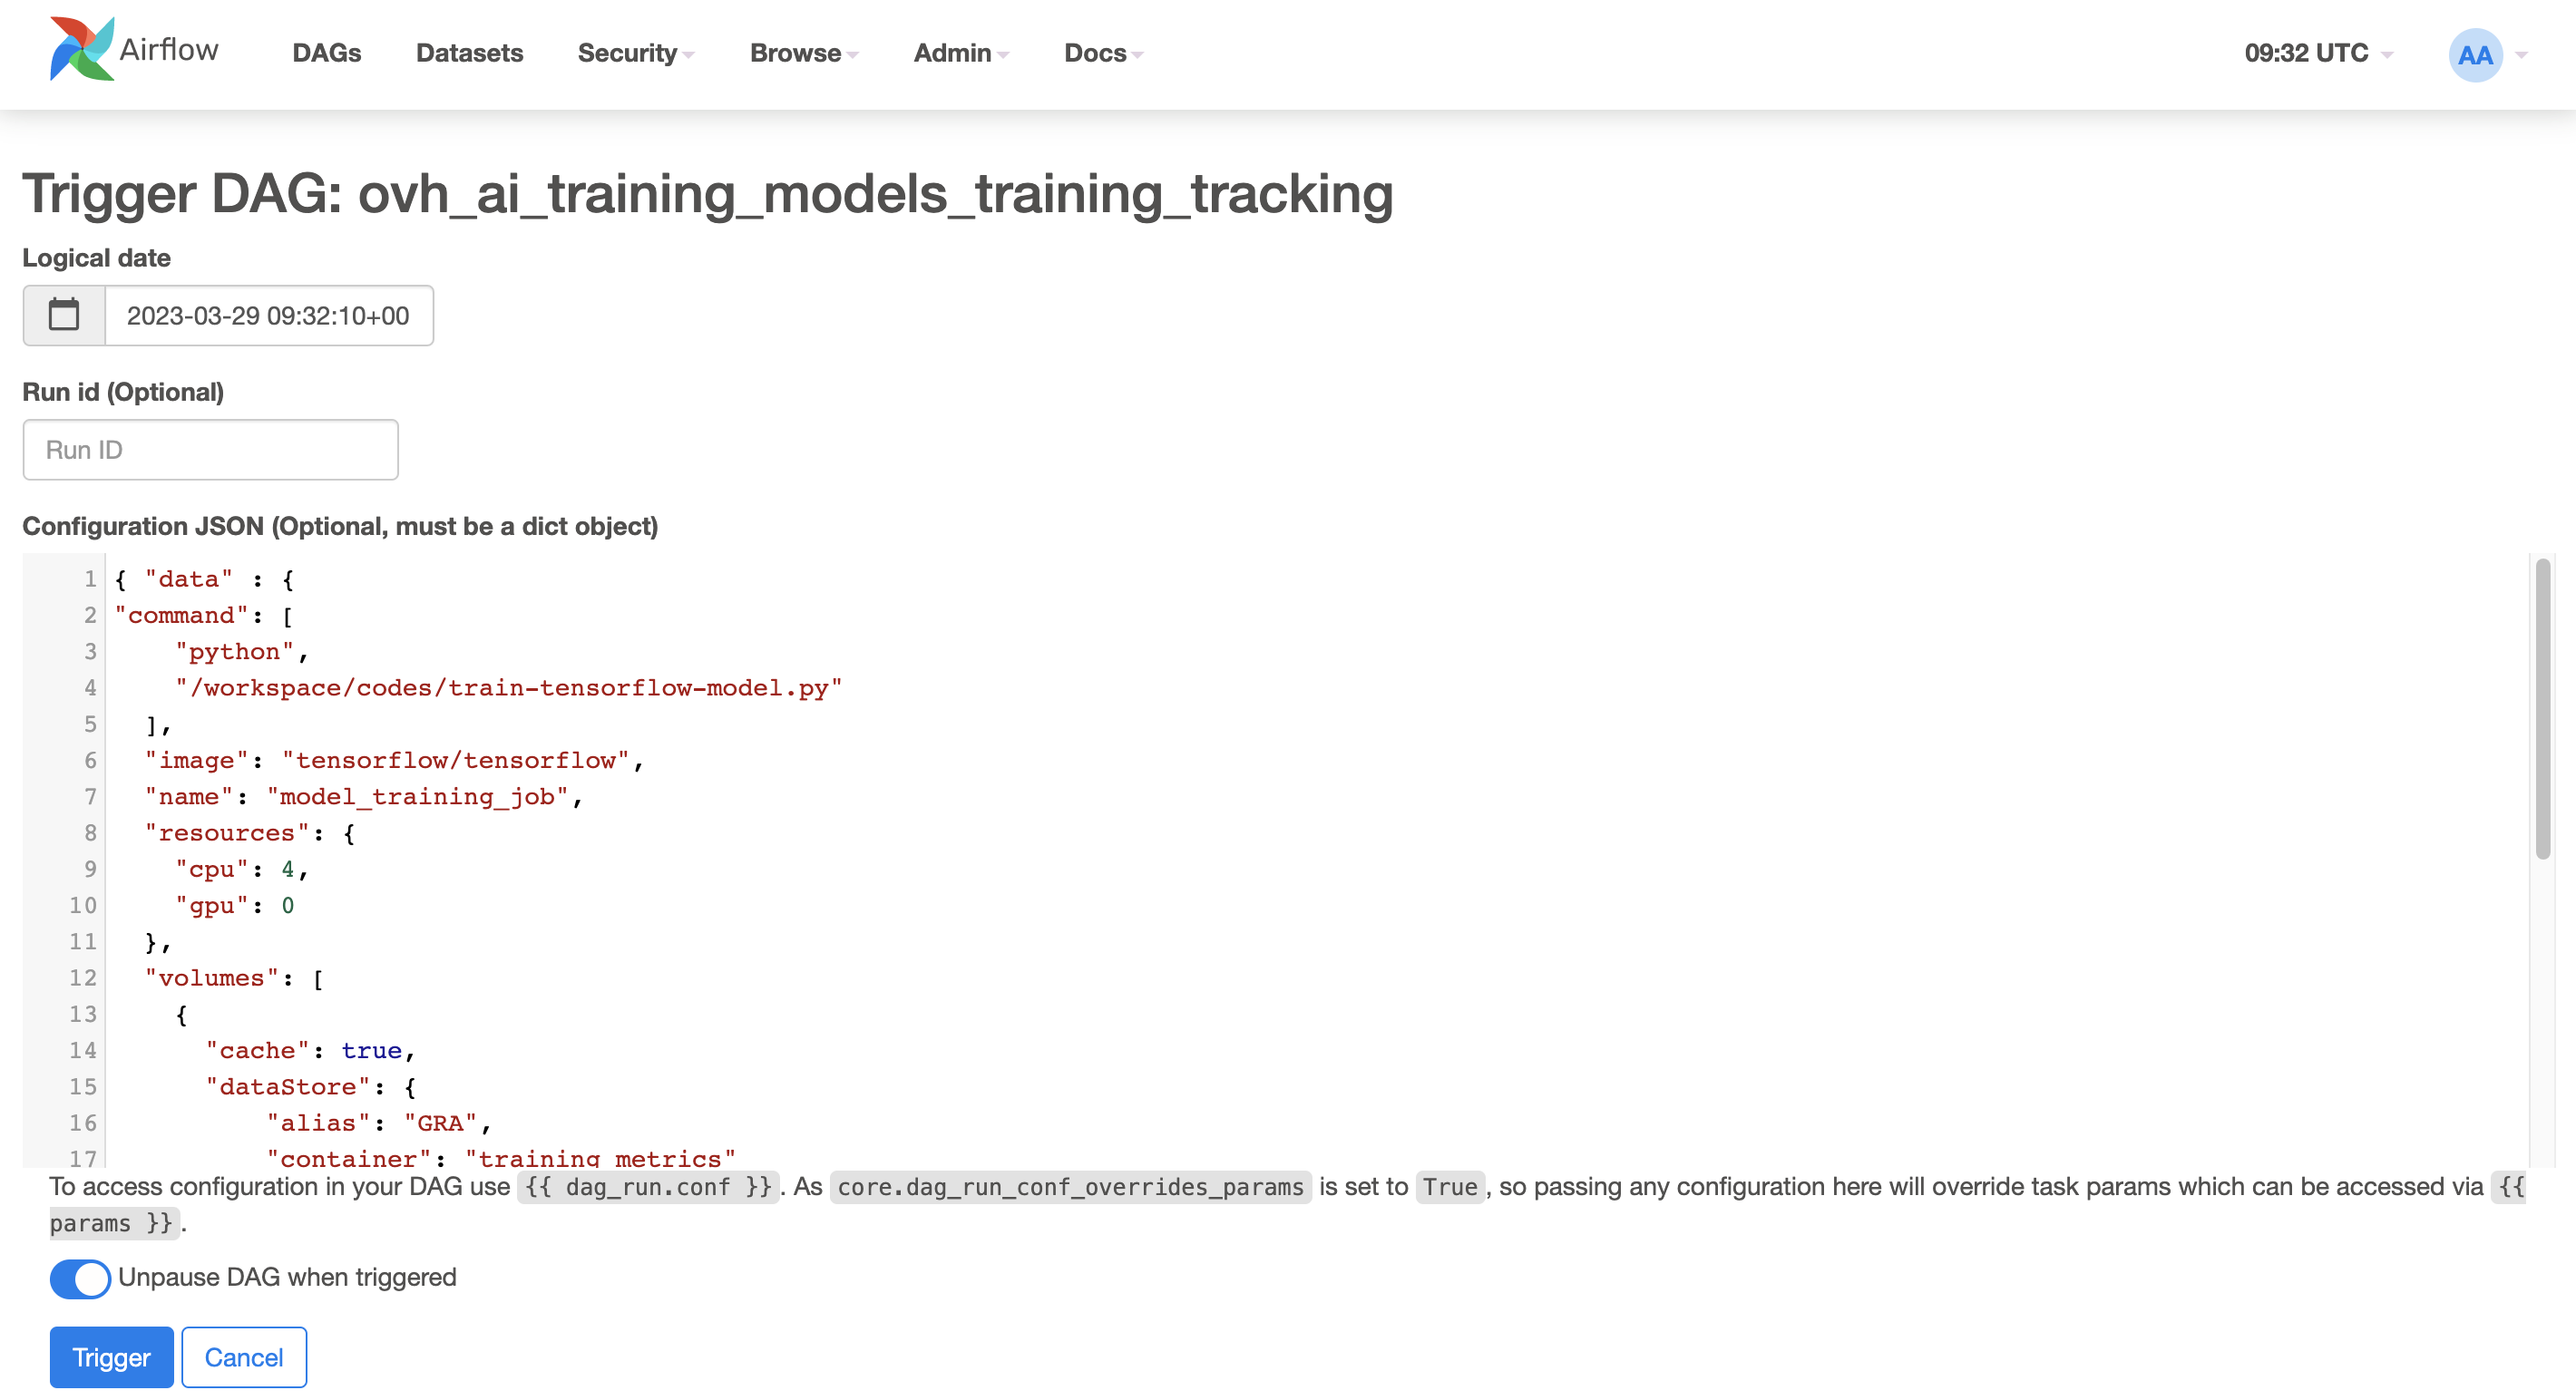 Airflow DAGs Datasets Security Browse Admin Docs 09:32 UTC AA
Trigger DAG: ovh_ai_training_models_training_tracking
Logical date
2023-03-29 09:32:10+00
Run id (Optional)
Run ID
Configuration JSON (Optional, must be a dict object)
1 { "data" : {
2 "command": [
3     "python",
4     "/workspace/codes/train-tensorflow-model.py"
5   ],
6   "image": "tensorflow/tensorflow",
7   "name": "model_training_job",
8   "resources": {
9     "cpu": 4,
10     "gpu": 0
11   },
12   "volumes": [
13     {
14       "cache": true,
15       "dataStore": {
16           "alias": "GRA",
17           "container": "training_metrics"
To access configuration in your DAG use {{ dag_run.conf }}. As core.dag_run_conf_overrides_params is set to True, so passing any configuration here will override task params which can be accessed via {{
params }}.
Unpause DAG when triggered
Trigger Cancel